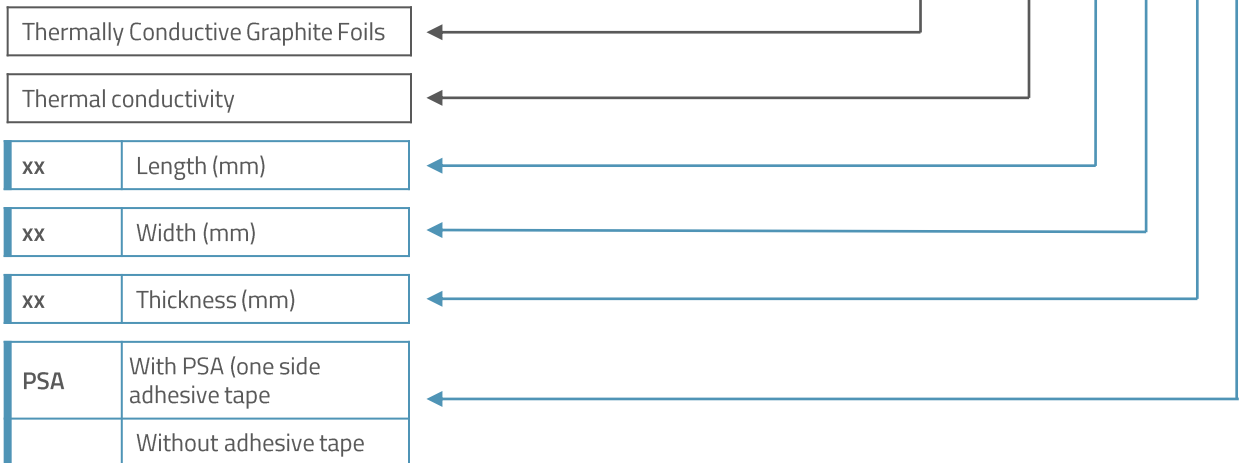 Thermally Conductive Graphite Foils
Thermal conductivity
xx Length (mm)
xx Width (mm)
xx Thickness (mm)
PSA With PSA (one side
adhesive tape
Without adhesive tape